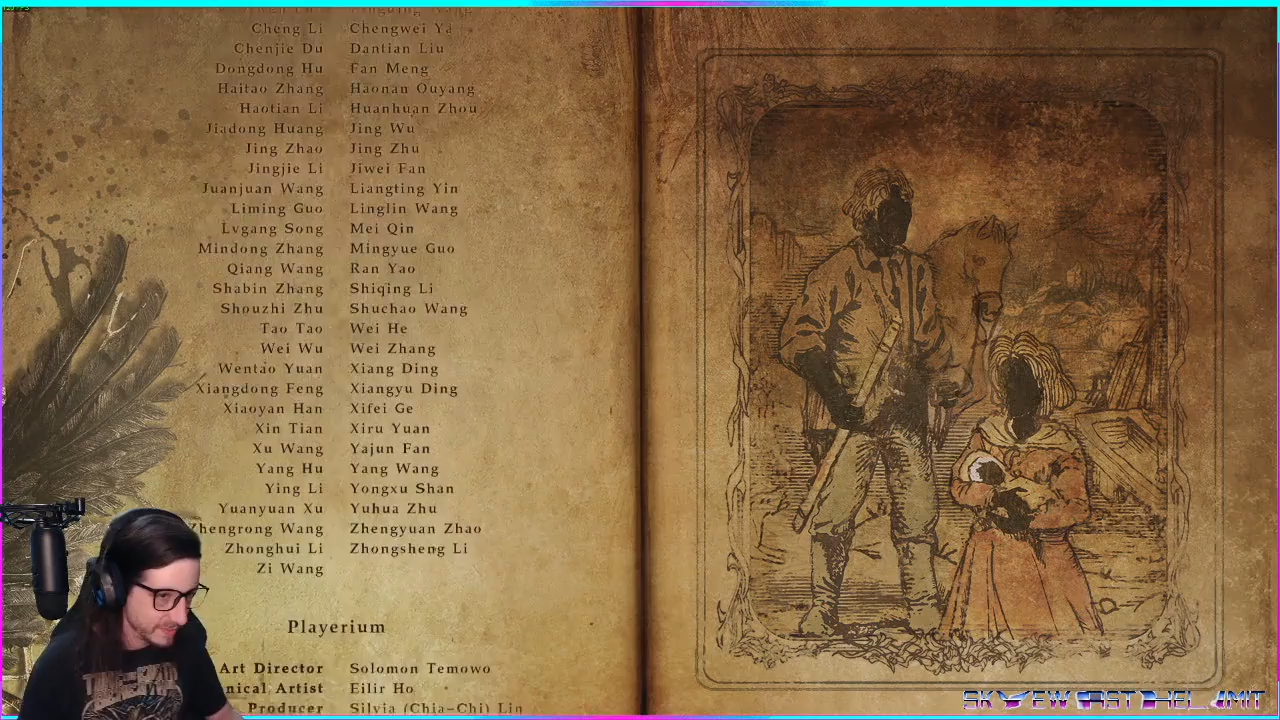 Cheng Li Chengwei Ya
Chenjie Du Dantian Liu
Dongdong Hu Fan Meng
Haitao Zhang Haonan Ouyang
Haotian Li Huanhuan Zhou
Jiadong Huang Jing Wu
Jing Zhao Jing Zhu
Jingjie Li Jiwei Fan
Juanjuan Wang Liangting Yin
Liming Guo Linglin Wang
Lvgang Song Mei Qin
Mindong Zhang Mingyue Guo
Qiang Wang Ran Yao
Shabin Zhang Shiqing Li
Shouzhi Zhu Shuchao Wang
Tao Tao Wei He
Wei Wu Wei Zhang
Wentao Yuan Xiang Ding
Xiangdong Feng Xiangyu Ding
Xiaoyan Han Xifei Ge
Xin Tian Xiru Yuan
Xu Wang Yajun Fan
Yang Hu Yang Wang
Ying Li Yongxu Shan
Yuanyuan Xu Yuhua Zhu
Zhengrong Wang Zhengyuan Zhao
Zhonghui Li Zhongsheng Li
Zi Wang
Playerium
Art Director Solomon Temowo
nical Artist Eilir Ho
Producer Silvia (Chia-Chi) Lin